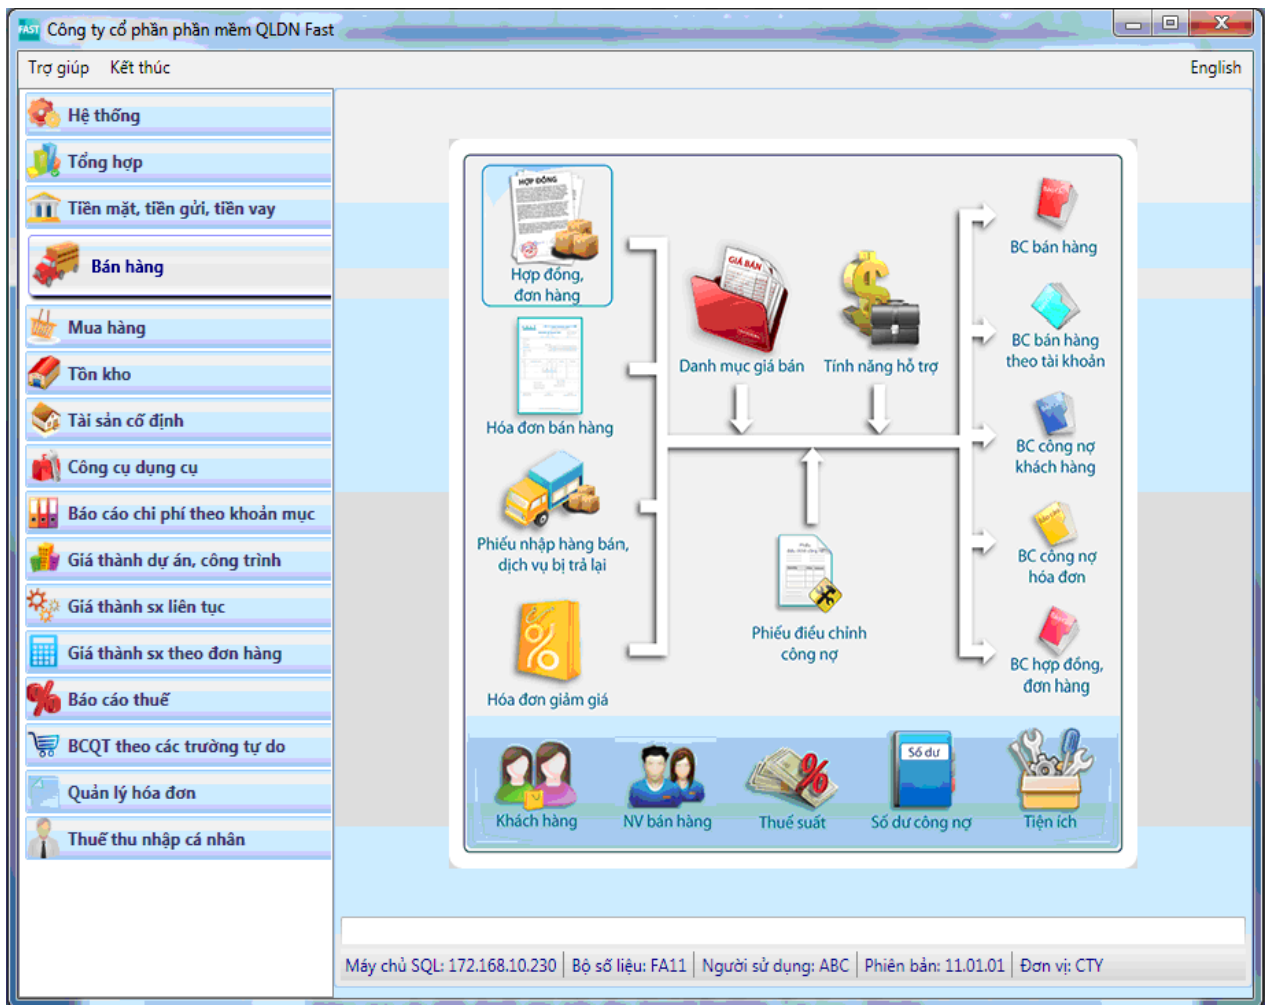 FAST Công ty cổ phần phần mềm QLDN Fast
Trợ giúp Kết thúc English
Hệ thống
Tổng hợp
Tiền mặt, tiền gửi, tiền vay
Bán hàng
Mua hàng
Tồn kho
Tài sản cố định
Công cụ dụng cụ
Báo cáo chi phí theo khoản mục
Giá thành dự án, công trình
Giá thành sx liên tục
Giá thành sx theo đơn hàng
Báo cáo thuế
BCQT theo các trường tự do
Quản lý hóa đơn
Thuế thu nhập cá nhân
HỢP ĐỒNG
Hợp đồng,
đơn hàng
Hóa đơn bán hàng
Phiếu nhập hàng bán,
dịch vụ bị trả lại
Hóa đơn giảm giá
GIÁ BÁN
Danh mục giá bán
Tính năng hỗ trợ
Phiếu điều chỉnh
công nợ
BC bán hàng
BC bán hàng
theo tài khoản
BC công nợ
khách hàng
BC công nợ
hóa đơn
BC hợp đồng,
đơn hàng
Khách hàng
NV bán hàng
Thuế suất
Số dư
Số dư công nợ
Tiện ích
Máy chủ SQL: 172.168.10.230 Bộ số liệu: FA11 Người sử dụng: ABC Phiên bản: 11.01.01 Đơn vị: CTY